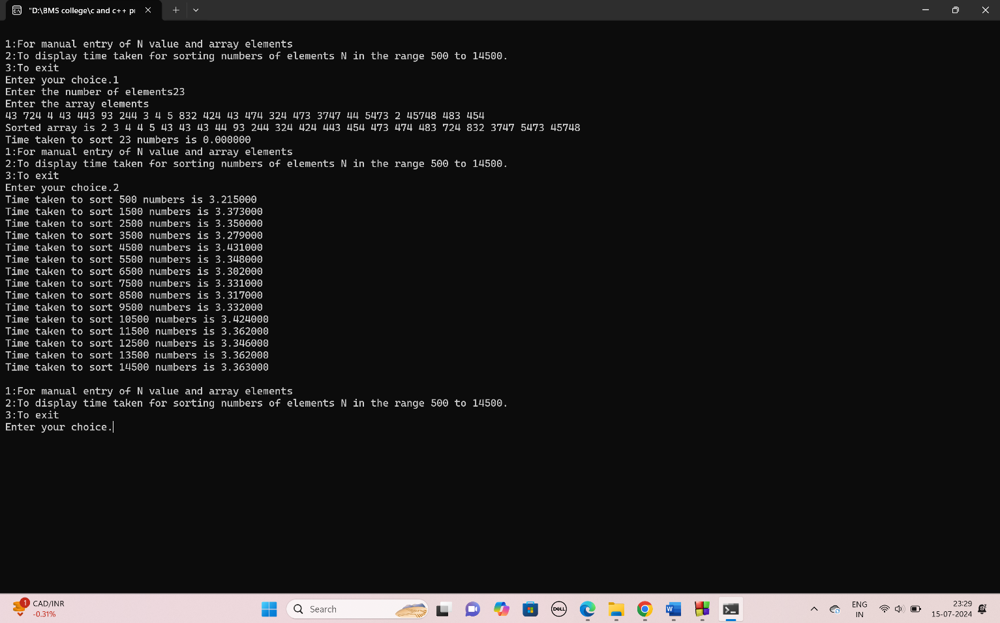 "D:\BMS college\c and c++ pr
1:For manual entry of N value and array elements
2:To display time taken for sorting numbers of elements N in the range 500 to 14500.
3:To exit
Enter your choice.1
Enter the number of elements23
Enter the array elements
43 724 4 43 443 93 244 3 4 5 832 424 43 474 324 473 3747 44 5473 2 45748 483 454
Sorted array is 2 3 4 4 5 43 43 43 44 93 244 324 424 443 454 473 474 483 724 832 3747 5473 45748
Time taken to sort 23 numbers is 0.000000
1:For manual entry of N value and array elements
2:To display time taken for sorting numbers of elements N in the range 500 to 14500.
3:To exit
Enter your choice.2
Time taken to sort 500 numbers is 3.215000
Time taken to sort 1500 numbers is 3.373000
Time taken to sort 2500 numbers is 3.350000
Time taken to sort 3500 numbers is 3.279000
Time taken to sort 4500 numbers is 3.431000
Time taken to sort 5500 numbers is 3.348000
Time taken to sort 6500 numbers is 3.302000
Time taken to sort 7500 numbers is 3.331000
Time taken to sort 8500 numbers is 3.317000
Time taken to sort 9500 numbers is 3.332000
Time taken to sort 10500 numbers is 3.424000
Time taken to sort 11500 numbers is 3.362000
Time taken to sort 12500 numbers is 3.346000
Time taken to sort 13500 numbers is 3.362000
Time taken to sort 14500 numbers is 3.363000
1:For manual entry of N value and array elements
2:To display time taken for sorting numbers of elements N in the range 500 to 14500.
3:To exit
Enter your choice.
1
CAD/INR
-0.31%
Search
DELL
W
ENG
IN
23:29
15-07-2024